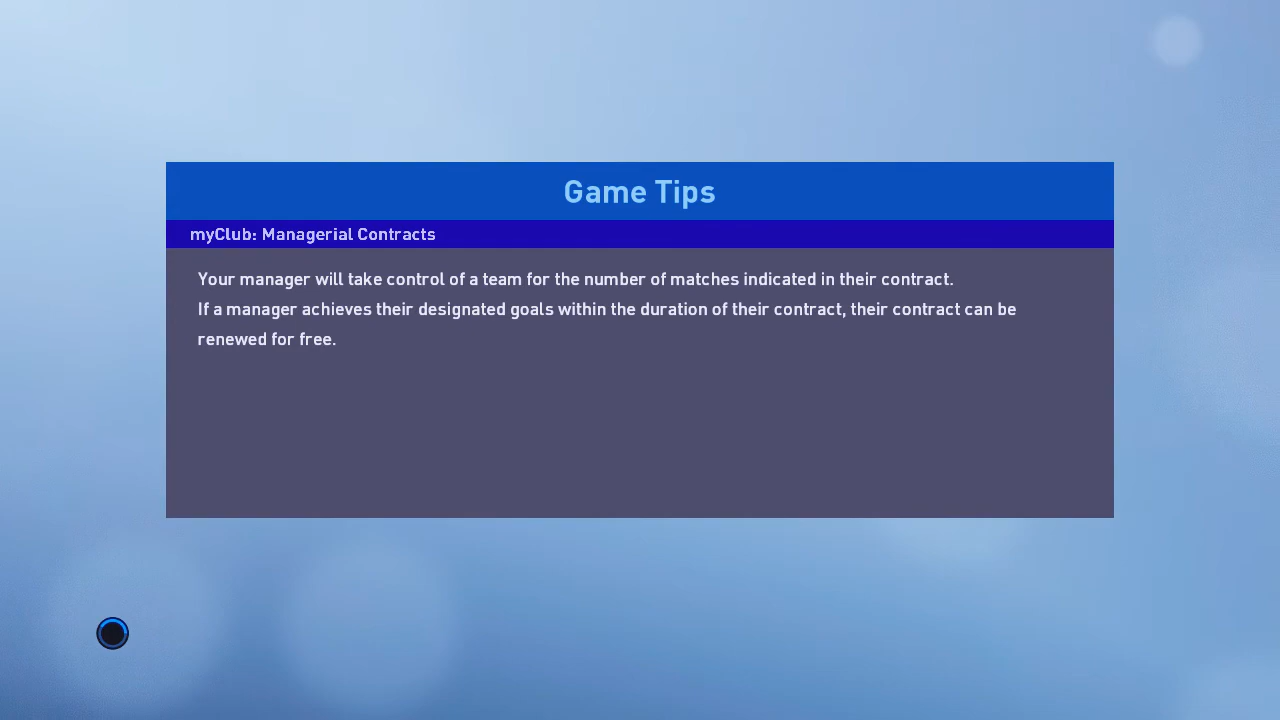 Game Tips
myClub: Managerial Contracts
Your manager will take control of a team for the number of matches indicated in their contract.
If a manager achieves their designated goals within the duration of their contract, their contract can be
renewed for free.